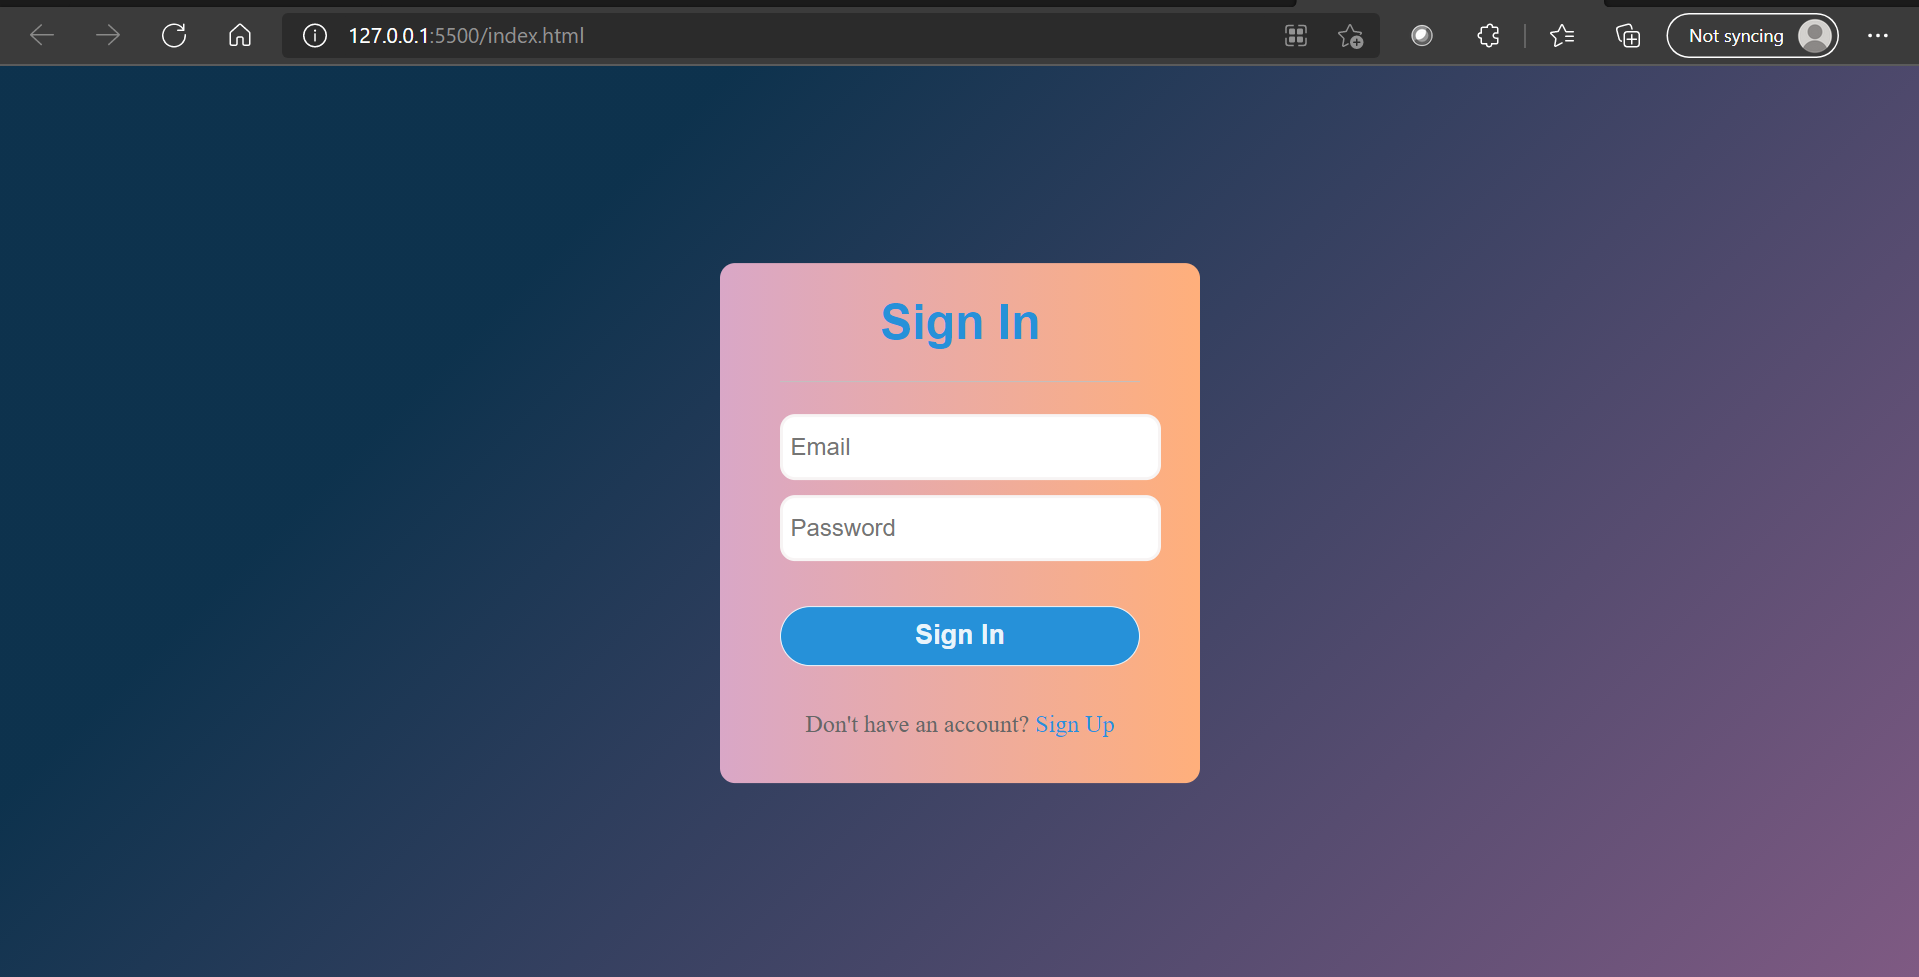 127.0.0.1:5500/index.html
Not syncing
Sign In
Email
Password
Sign In
Don't have an account? Sign Up